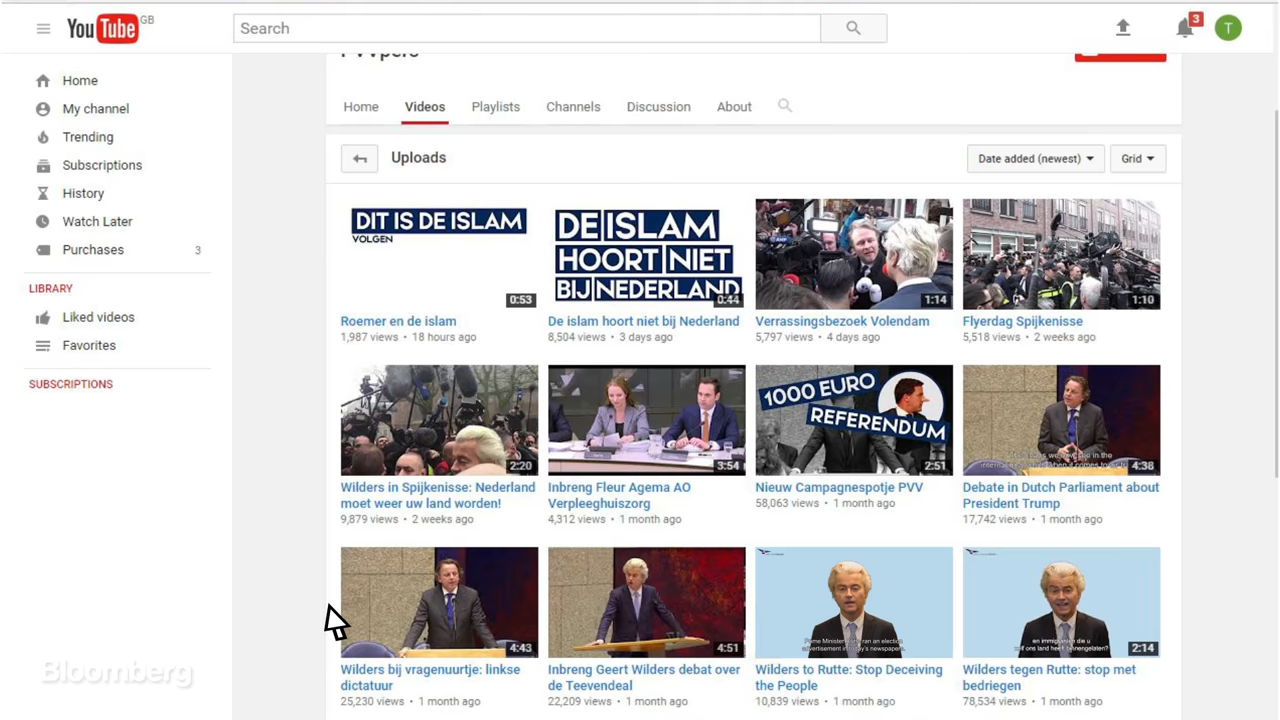 YouTube GB
Search
3
T
Home
My channel
Trending
Subscriptions
History
Watch Later
Purchases 3
LIBRARY
Liked videos
Favorites
SUBSCRIPTIONS
Home Videos Playlists Channels Discussion About
Uploads
Date added (newest) Grid
DIT IS DE ISLAM
VOLGEN
0:53
DE ISLAM
HOORT NIET
BIJ NEDERLAND
0:44
1:14
1:10
Roemer en de islam
1,987 views • 18 hours ago
De islam hoort niet bij Nederland
8,504 views • 3 days ago
Verrassingsbezoek Volendam
5,797 views • 4 days ago
Flyerdag Spijkenisse
5,518 views • 2 weeks ago
2:20
3:54
1000 EURO
REFERENDUM
2:51
4:38
Wilders in Spijkenisse: Nederland
moet weer uw land worden!
9,879 views • 2 weeks ago
Inbreng Fleur Agema AO
Verpleeghuiszorg
4,312 views • 1 month ago
Nieuw Campagnespotje PVV
58,063 views • 1 month ago
Debate in Dutch Parliament about
President Trump
17,742 views • 1 month ago
4:43
4:51
advertisement in today's newspapers.
en immigranten die u
2:14
Wilders bij vragenuurtje: linkse
dictatuur
25,230 views • 1 month ago
Inbreng Geert Wilders debat over
de Teevendeal
22,209 views • 1 month ago
Wilders to Rutte: Stop Deceiving
the People
10,839 views • 1 month ago
Wilders tegen Rutte: stop met
bedriegen
78,534 views • 1 month ago
Bloomberg